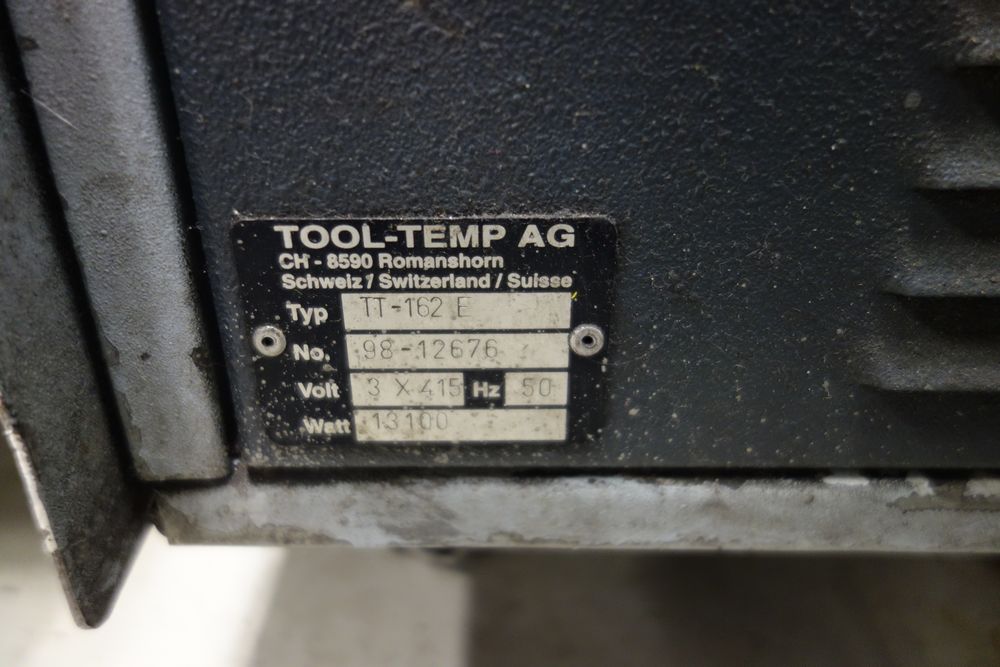 TOOL-TEMP AG
CH - 8590 Romanshorn
Schweiz / Switzerland / Suisse
Typ TT-162 E
No. 98-12676
Volt 3 X 415 Hz 50
Watt 13100